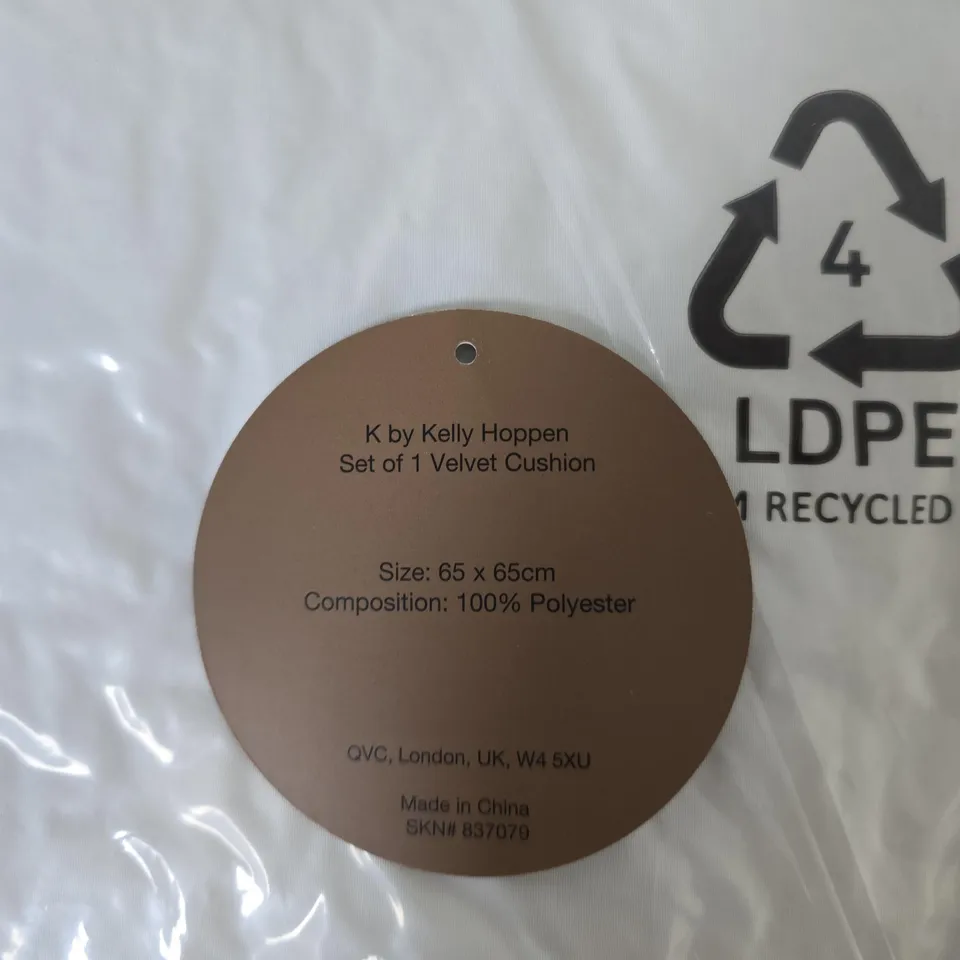 4
LDPE
RECYCLED
K by Kelly Hoppen
Set of 1 Velvet Cushion
Size: 65 x 65cm
Composition: 100% Polyester
QVC, London, UK, W4 5XU
Made in China
SKN# 837079